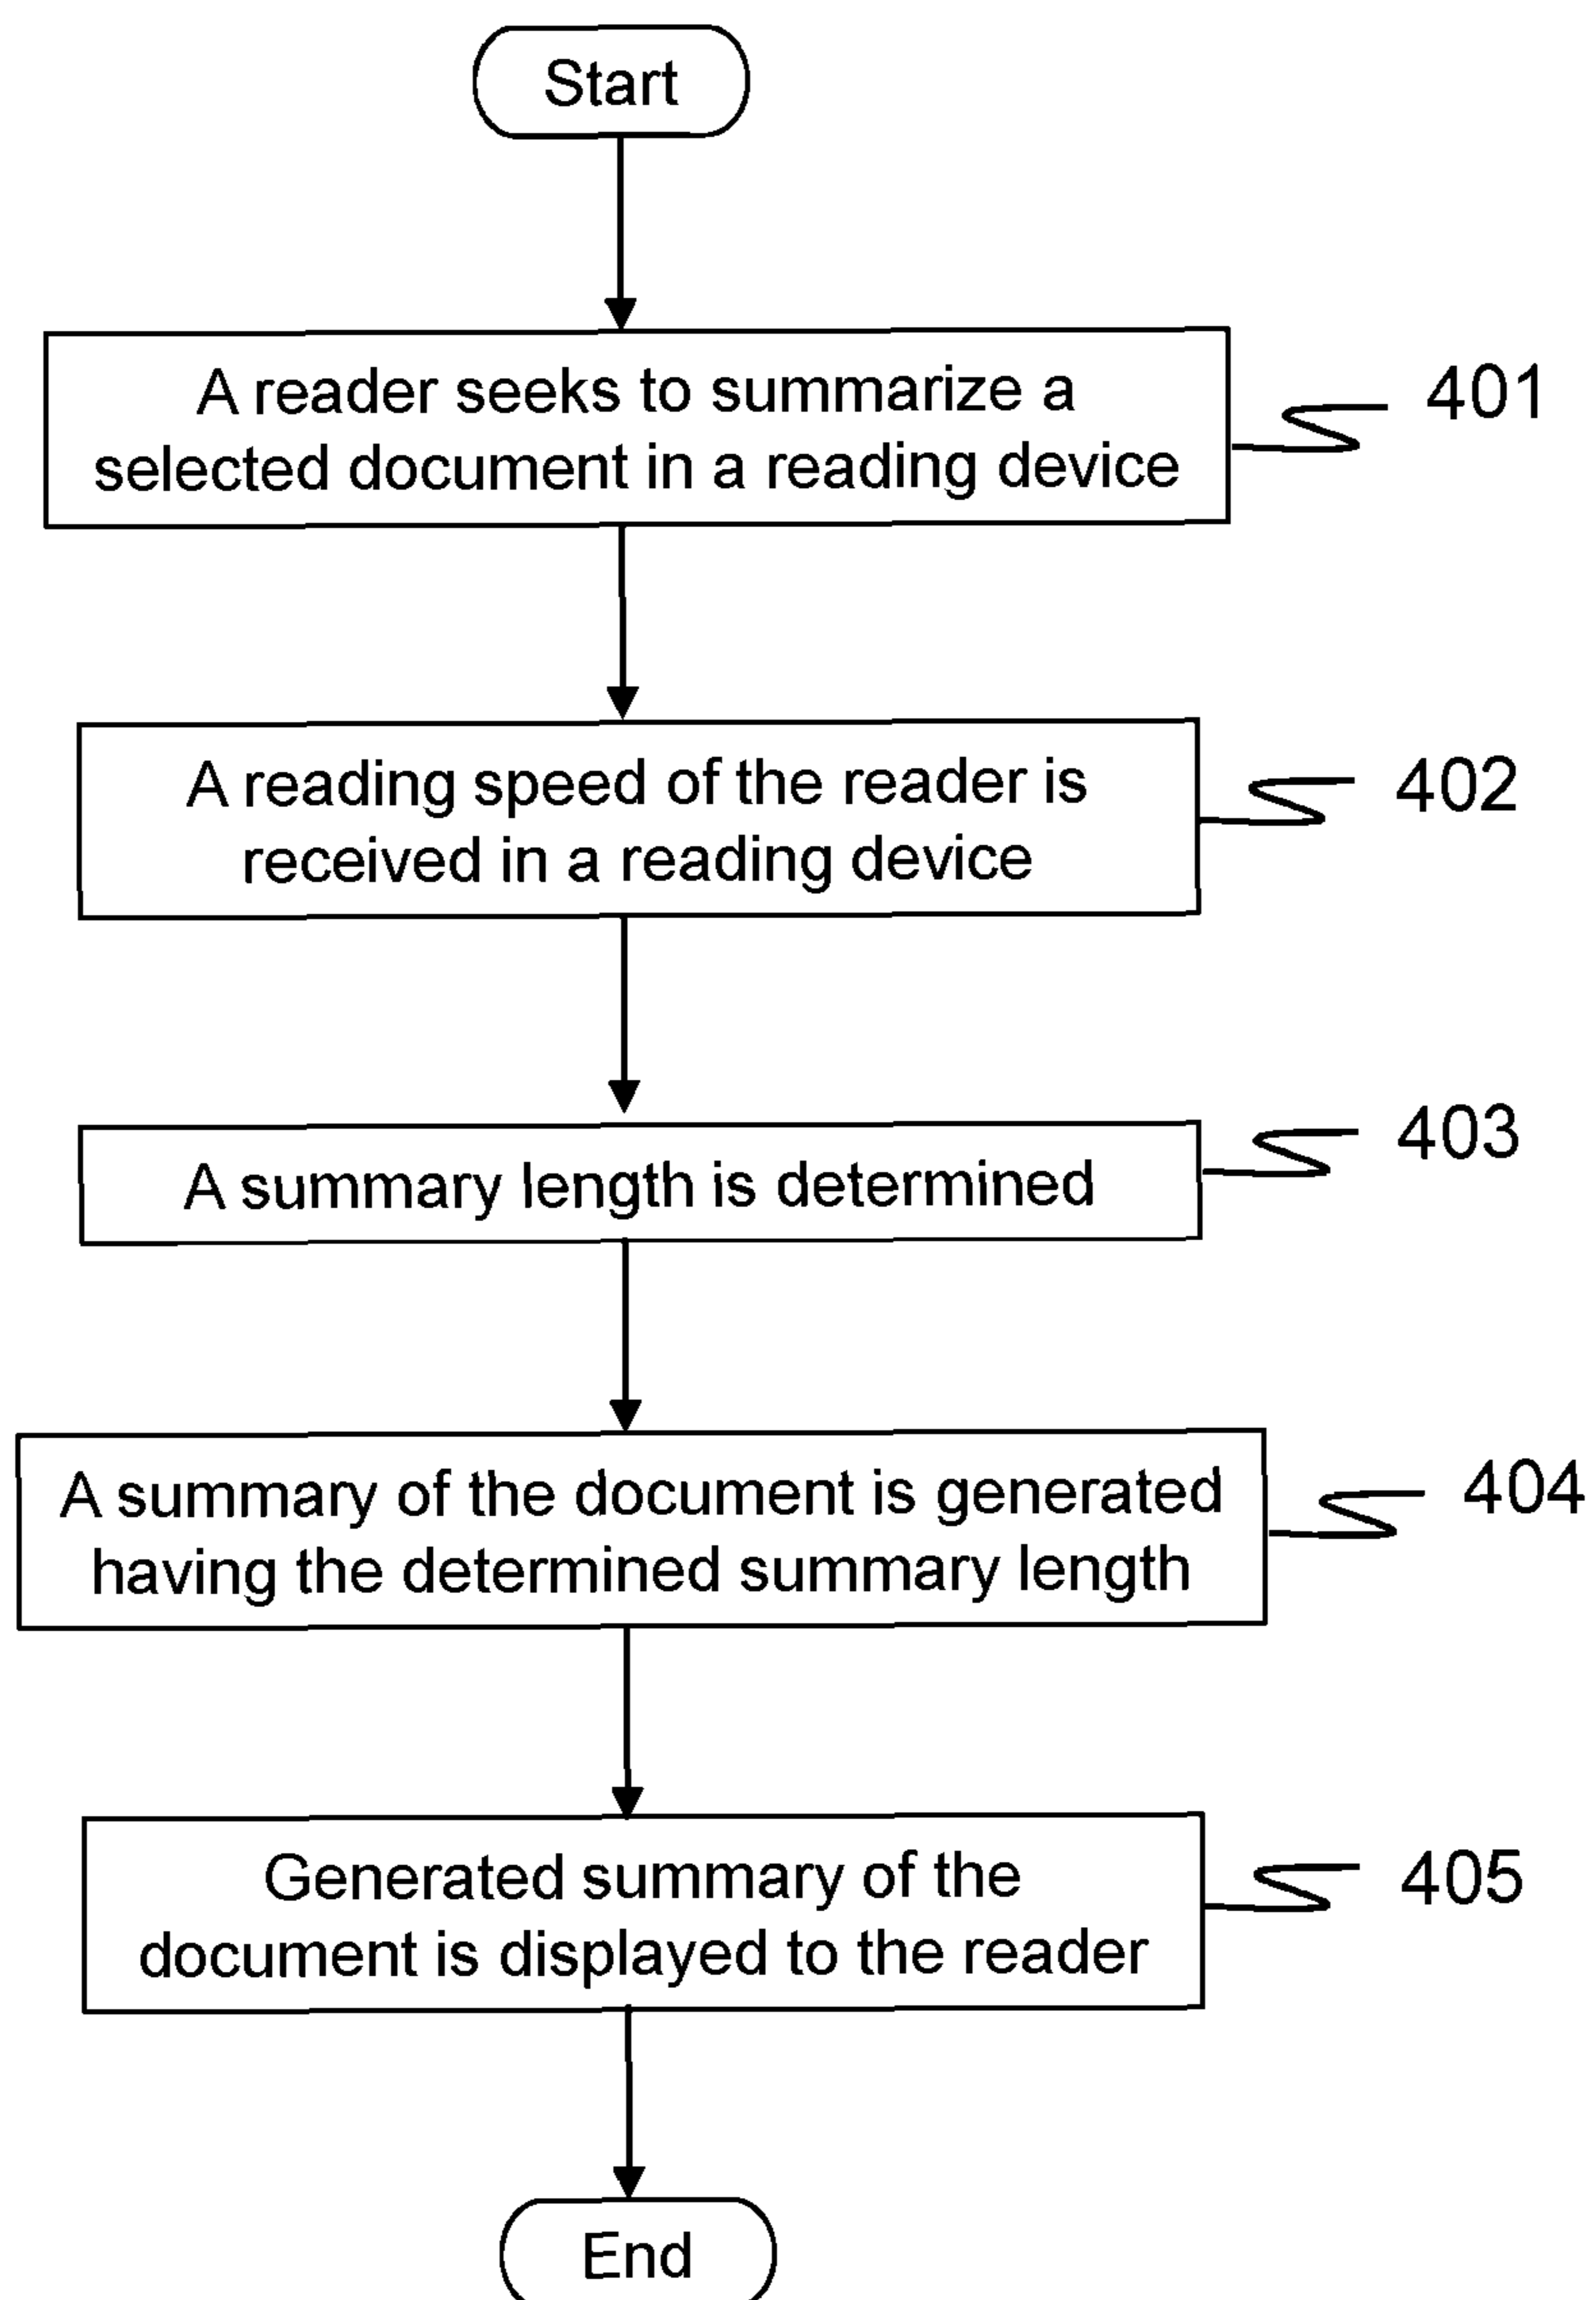 Start
A reader seeks to summarize a
selected document in a reading device
401
A reading speed of the reader is
received in a reading device
402
A summary length is determined
403
A summary of the document is generated
having the determined summary length
404
Generated summary of the
document is displayed to the reader
405
End